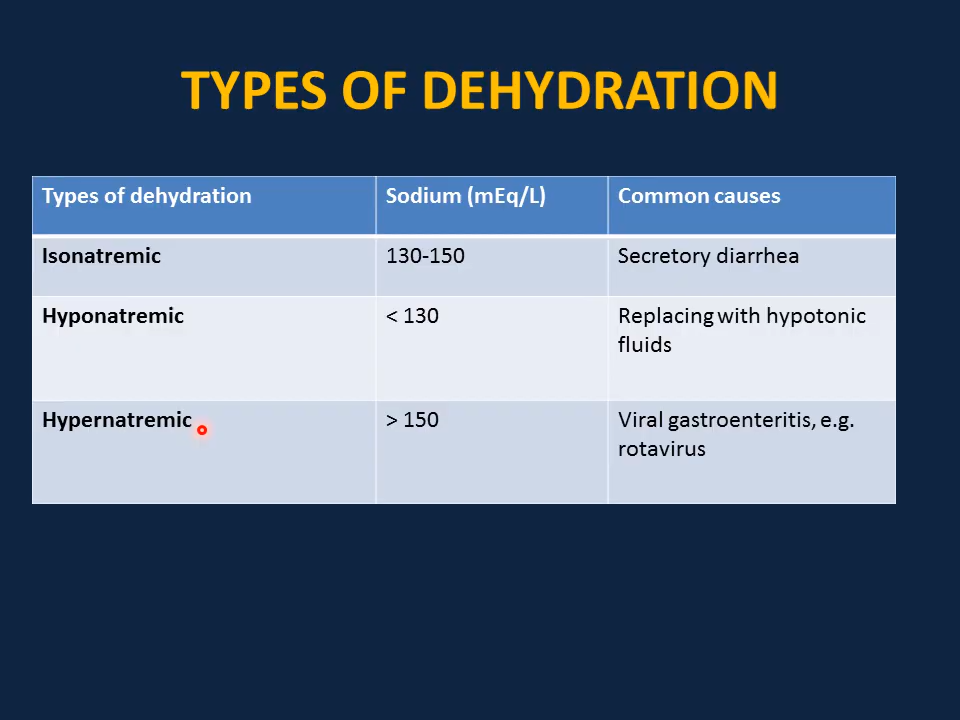 TYPES OF DEHYDRATION
Types of dehydration
Sodium (mEq/L)
Common causes
Isonatremic
130-150
Secretory diarrhea
Hyponatremic
< 130
Replacing with hypotonic
fluids
Hypernatremic
> 150
Viral gastroenteritis, e.g.
rotavirus